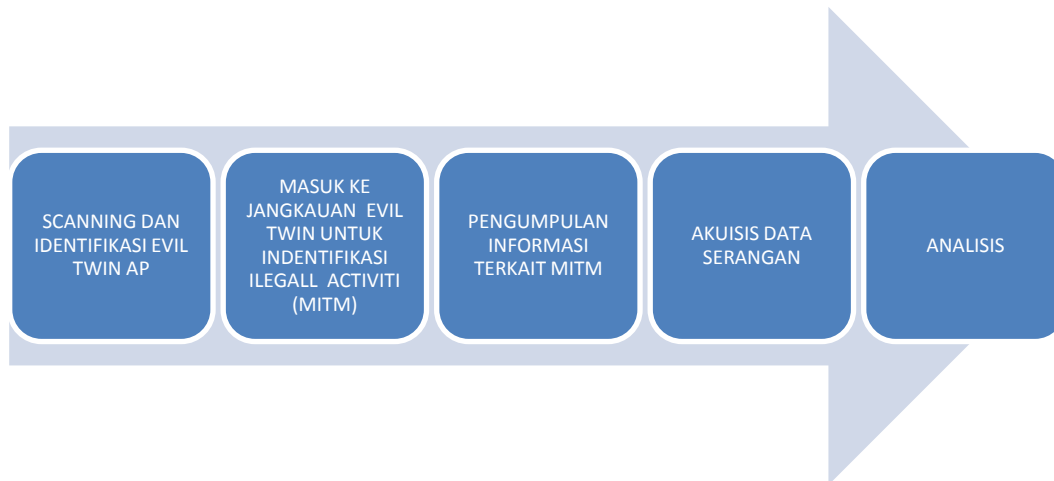 SCANNING DAN
IDENTIFIKASI EVIL
TWIN AP
MASUK KE
JANGKAUAN EVIL
TWIN UNTUK
INDENTIFIKASI
ILEGALL ACTIVITI
(MITM)
PENGUMPULAN
INFORMASI
TERKAIT MITM
AKUISIS DATA
SERANGAN
ANALISIS